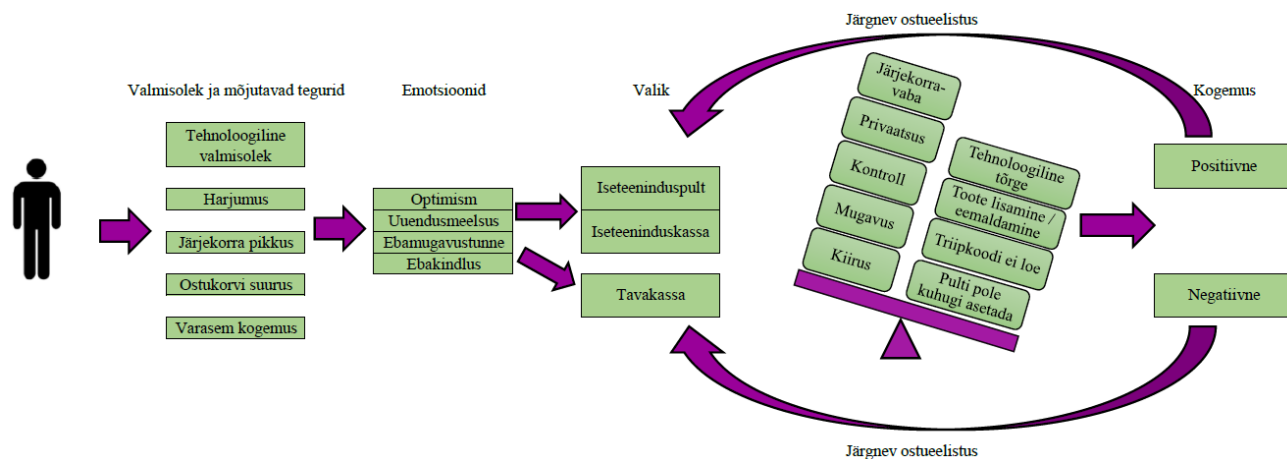 Järgnev ostueelistus
Valmisolek ja mõjutavad tegurid
Emotsioonid
Valik
Kogemus
Tehnoloogiline
valmisolek
Harjumus
Järjekorra pikkus
Ostukorvi suurus
Varasem kogemus
Optimism
Uuendusmeelsus
Ebamugavustunne
Ebakindlus
Iseteeninduspult
Iseteeninduskassa
Tavakassa
Järjekorra-
vaba
Privaatsus
Kontroll
Mugavus
Kiirus
Tehnoloogiline
tõrge
Toote lisamine /
eemaldamine
Triipkoodi ei loe
Pulti pole
kuhugi asetada
Positiivne
Negatiivne
Järgnev ostueelistus